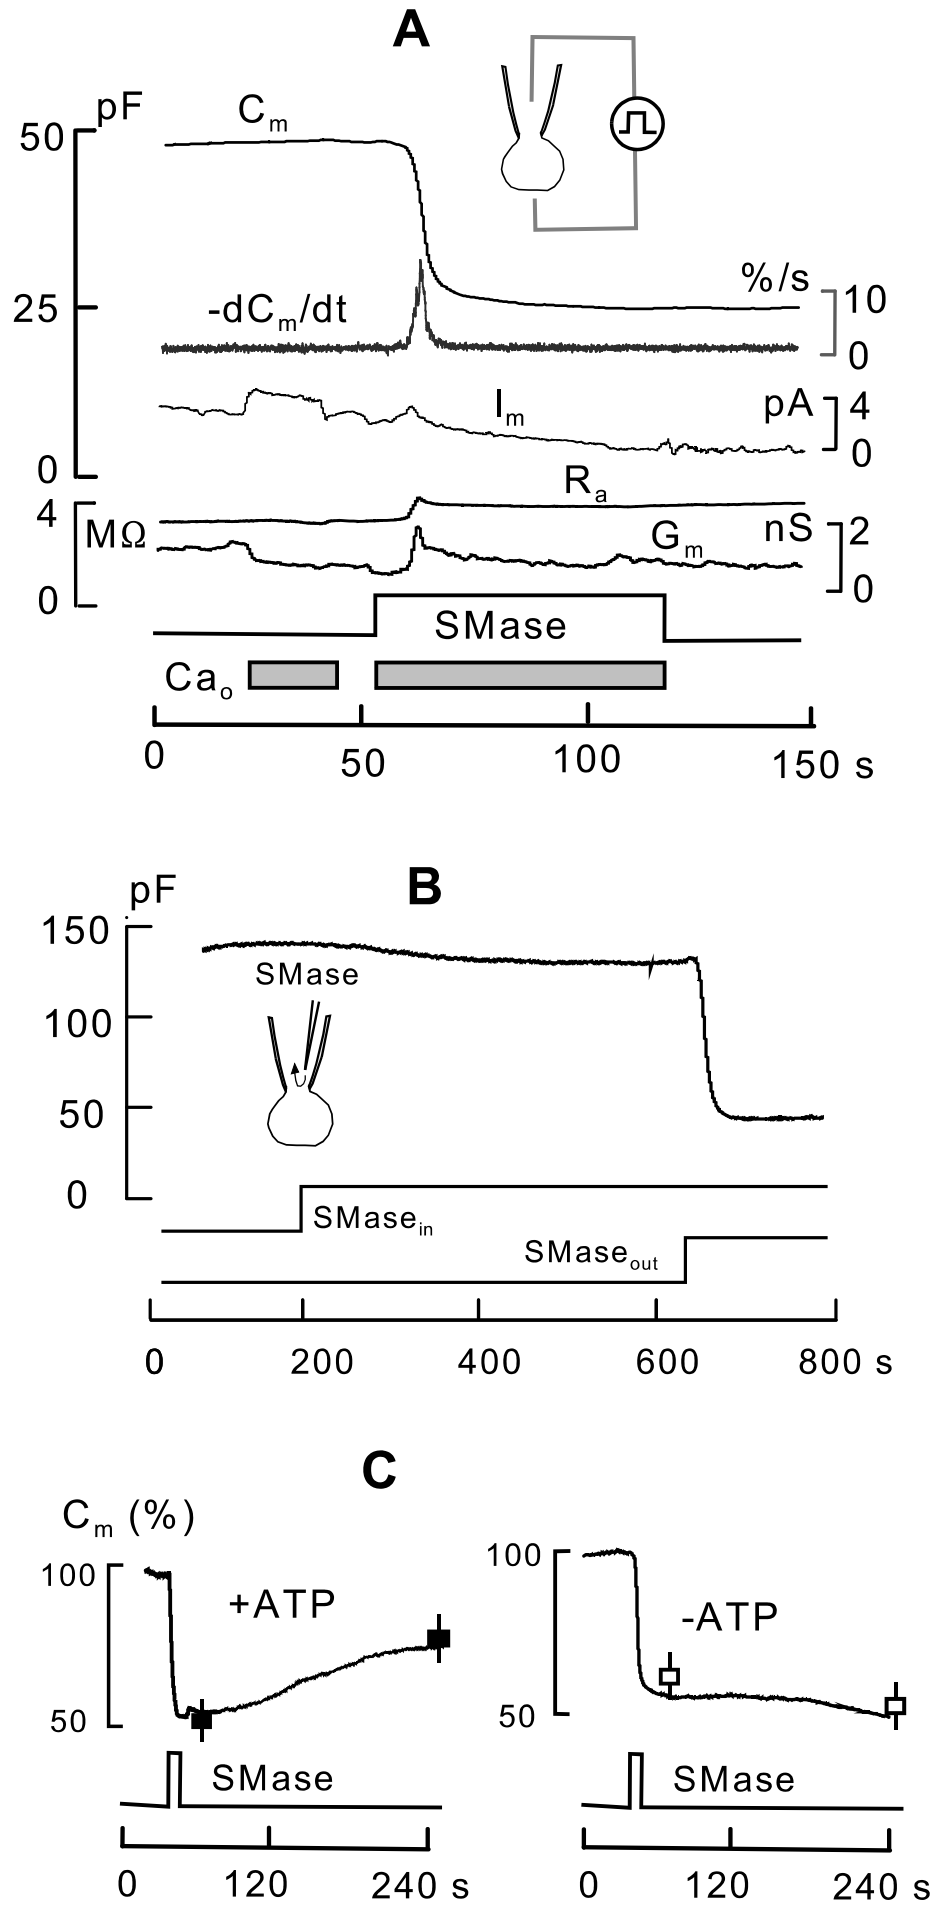 A
pF
Cm
50
%/s
-dCm/dt
25
10
0
Im
pA
4
0
0
Ra
4
MΩ
Gm
nS
2
0
0
SMase
Cao
0
50
100
150 s
B
pF
150
SMase
100
50
0
SMasein
SMaseout
0
200
400
600
800 s
C
Cm (%)
100
+ATP
50
SMase
0
120
240 s
100
-ATP
50
SMase
0
120
240 s